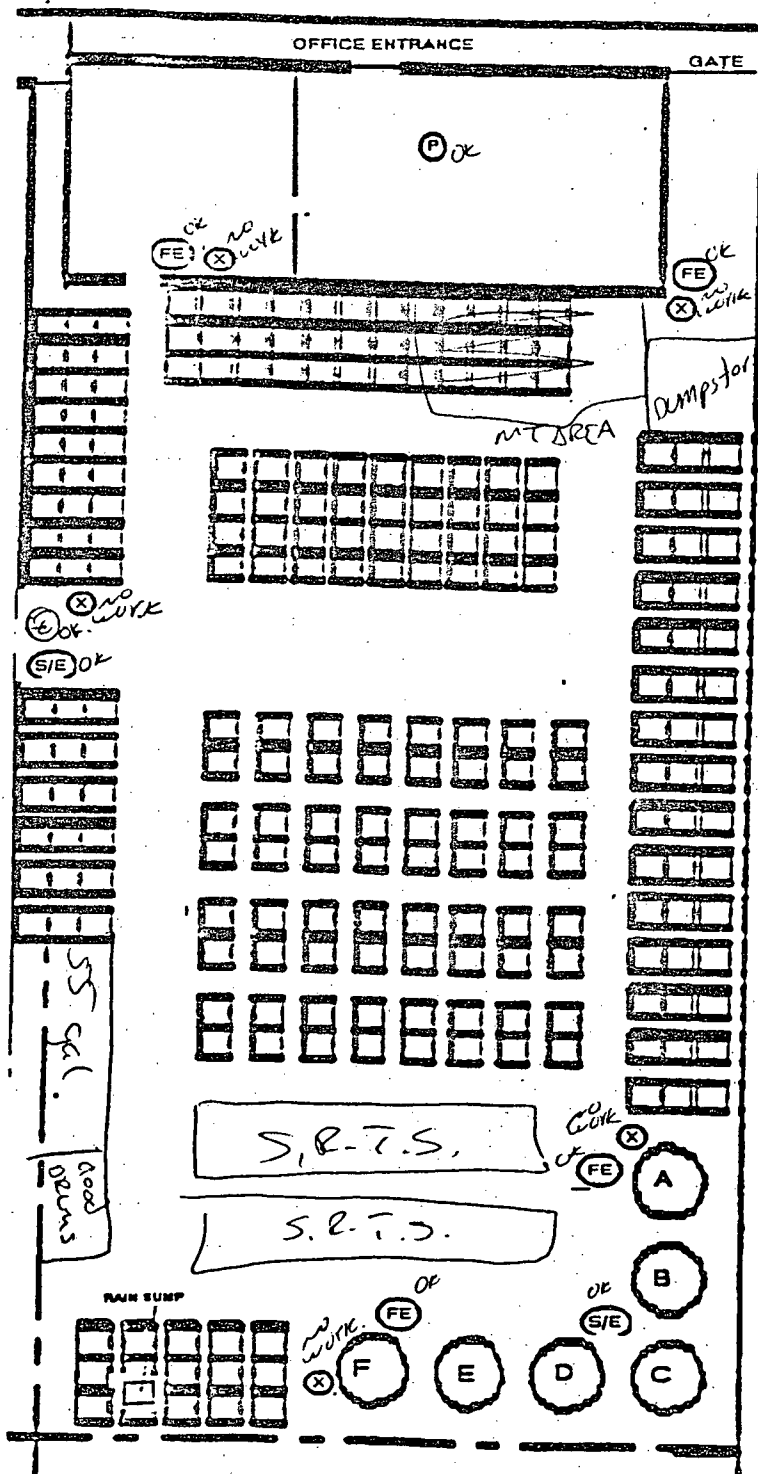 OFFICE ENTRANCE
GATE
P OK
OK
FE
X NO WORK
OK
FE
X NO WORK
Dumpstor
MT AREA
X NO WORK
OK.
S/E OK
55 gal.
Good
DRUMS
S.R.T.S.
NO WORK X
OK FE
A
S.R.T.S.
B
RAIN SUMP
OK
FE
OK
S/E
NO WORK.
X
F
E
D
C